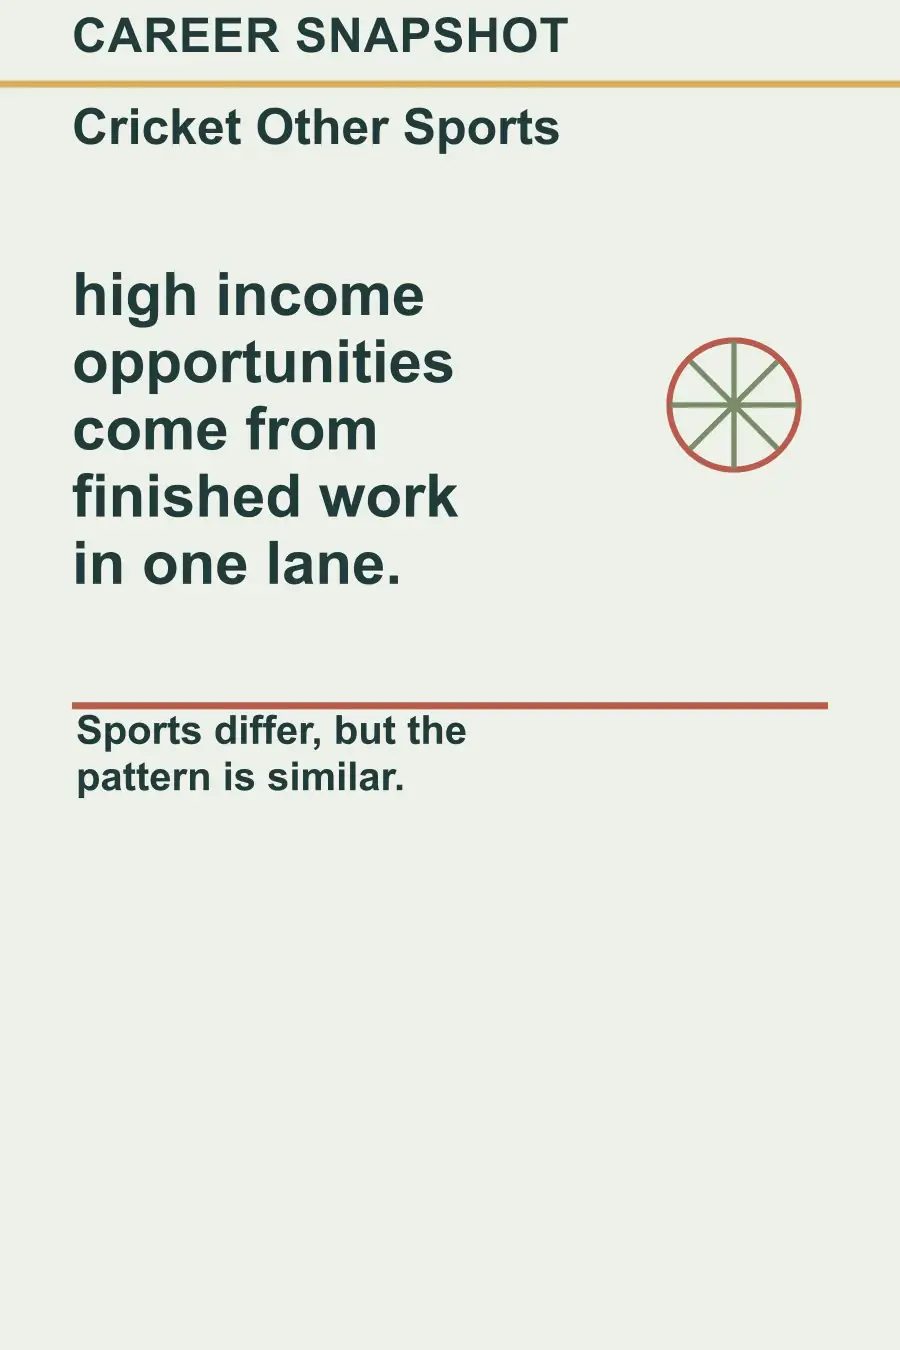 CAREER SNAPSHOT
Cricket Other Sports
high income
opportunities
come from
finished work
in one lane.
Sports differ, but the
pattern is similar.